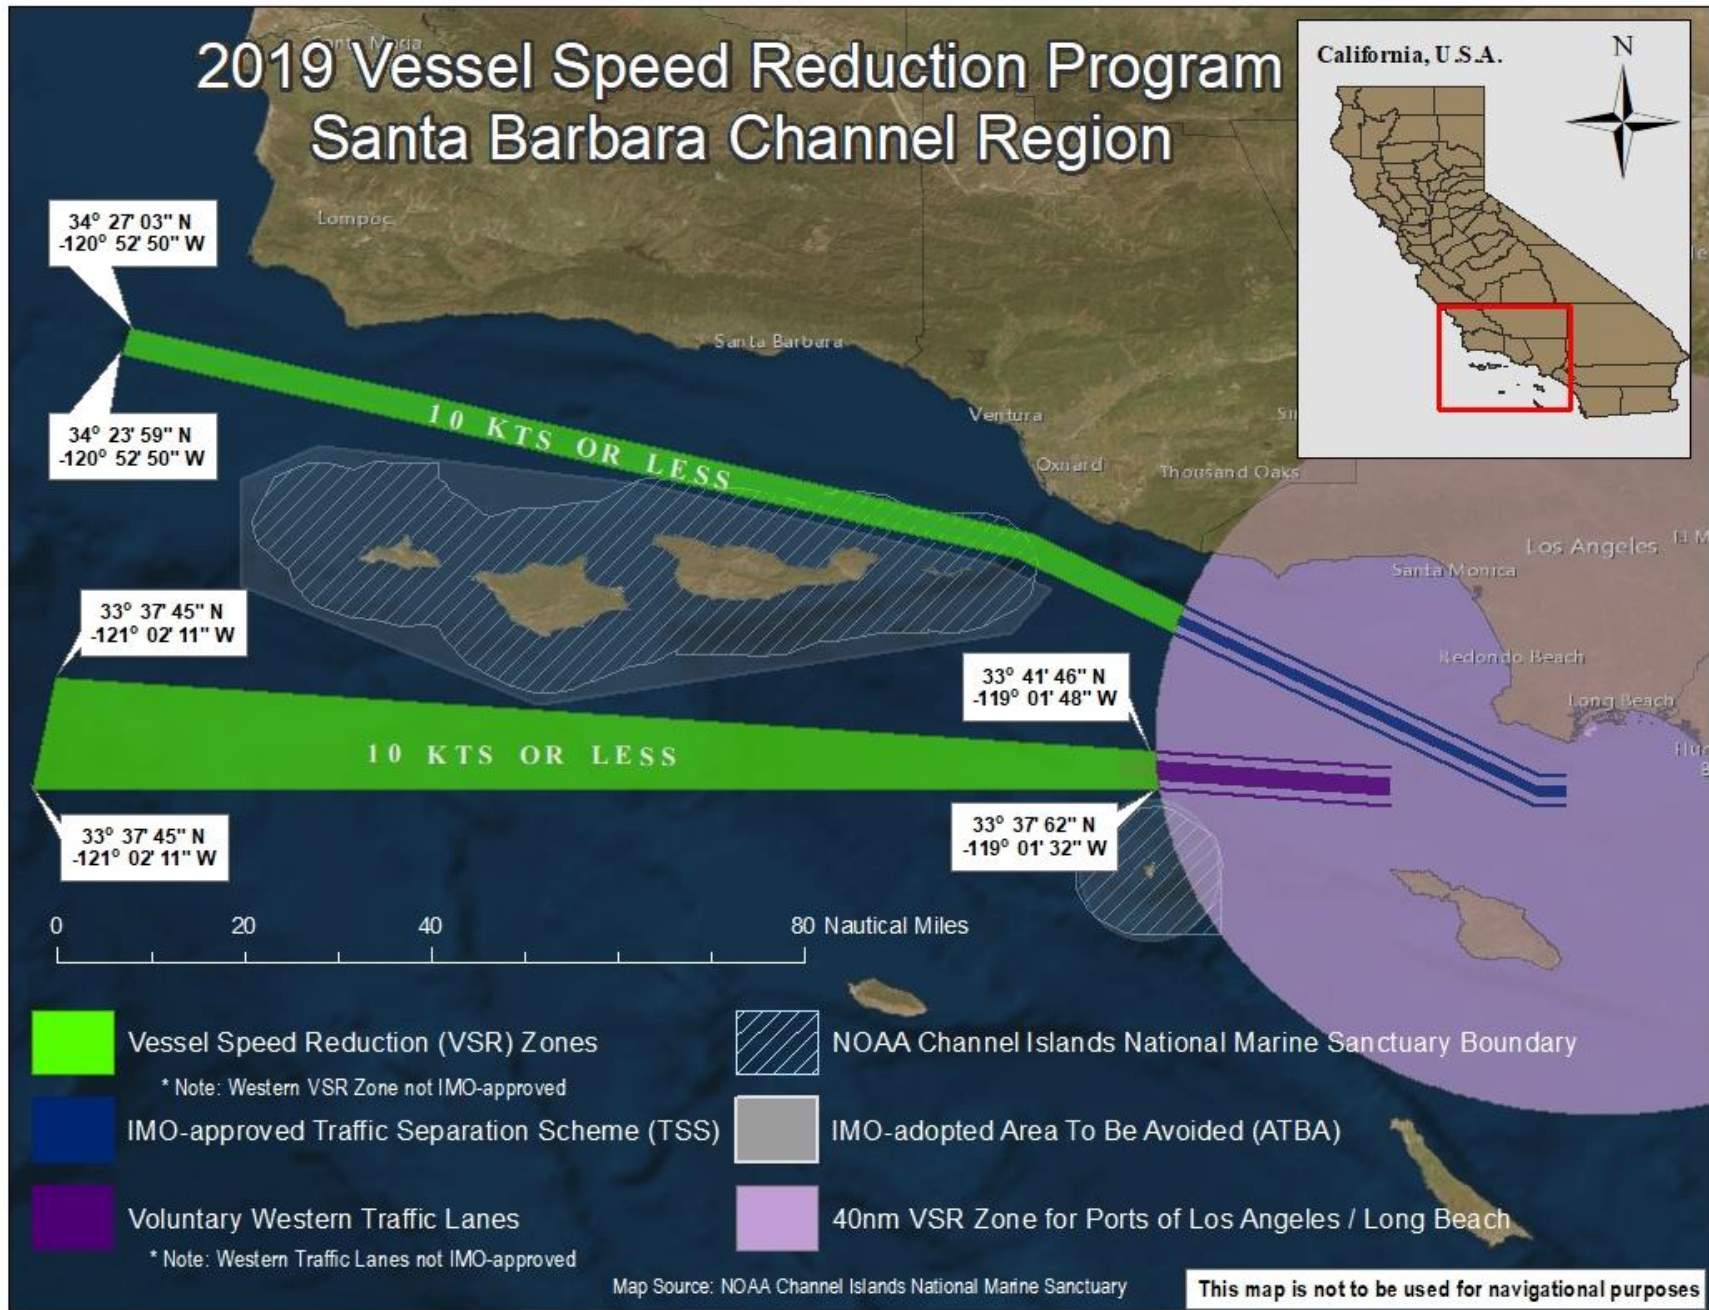 Santa Maria
2019 Vessel Speed Reduction Program
Santa Barbara Channel Region
California, U.S.A.
N
34° 27' 03" N
-120° 52' 50" W
Lompoc
34° 23' 59" N
-120° 52' 50" W
Santa Barbara
Ventura
Oxnard
Thousand Oaks
10 KTS OR LESS
Los Angeles
Santa Monica
33° 37' 45" N
-121° 02' 11" W
33° 41' 46" N
-119° 01' 48" W
Redondo Beach
Long Beach
10 KTS OR LESS
33° 37' 45" N
-121° 02' 11" W
33° 37' 62" N
-119° 01' 32" W
0 20 40 80 Nautical Miles
Vessel Speed Reduction (VSR) Zones
* Note: Western VSR Zone not IMO-approved
IMO-approved Traffic Separation Scheme (TSS)
Voluntary Western Traffic Lanes
* Note: Western Traffic Lanes not IMO-approved
NOAA Channel Islands National Marine Sanctuary Boundary
IMO-adopted Area To Be Avoided (ATBA)
40nm VSR Zone for Ports of Los Angeles / Long Beach
Map Source: NOAA Channel Islands National Marine Sanctuary
This map is not to be used for navigational purposes